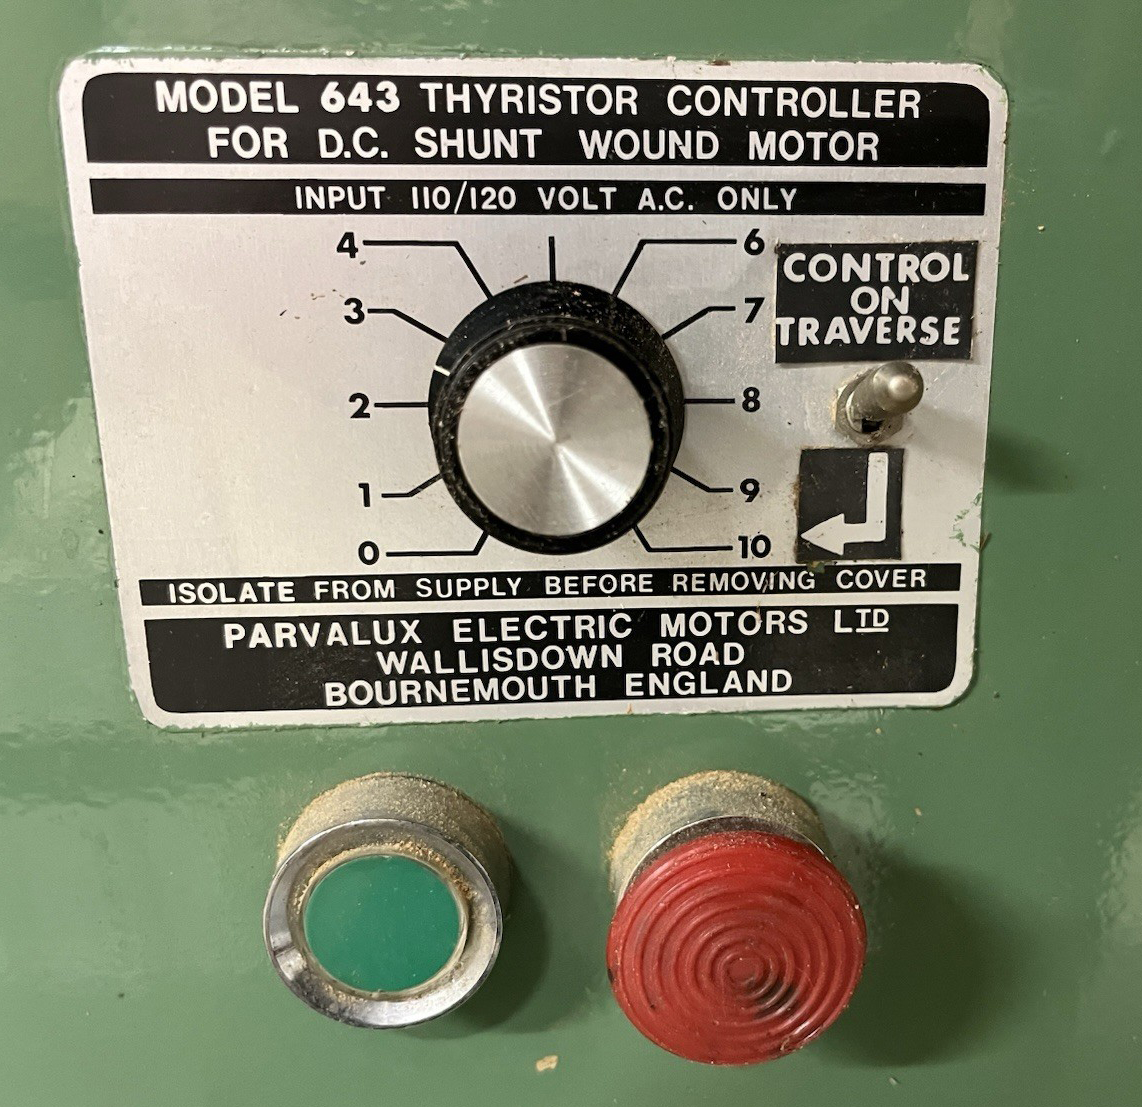 MODEL 643 THYRISTOR CONTROLLER
FOR D.C. SHUNT WOUND MOTOR
INPUT 110/120 VOLT A.C. ONLY
4
6
3
7
2
8
1
9
0
10
CONTROL
ON
TRAVERSE
ISOLATE FROM SUPPLY BEFORE REMOVING COVER
PARVALUX ELECTRIC MOTORS LTD
WALLISDOWN ROAD
BOURNEMOUTH ENGLAND